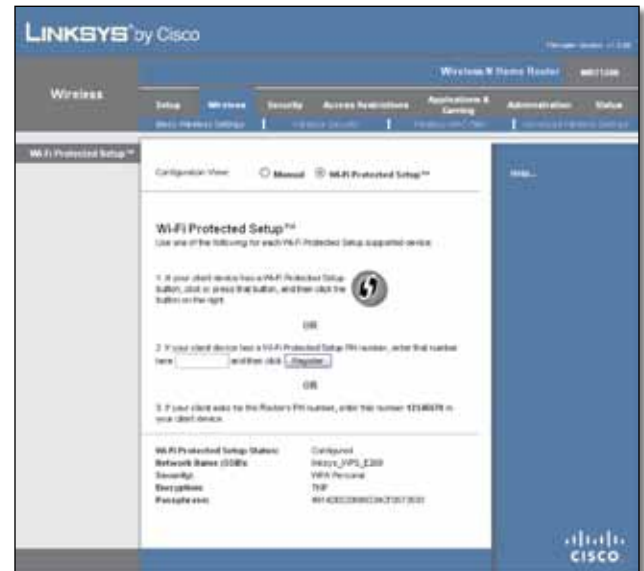 LINKSYS® by Cisco
Wireless
Wireless-N Home Router
Setup Wireless Security Access Restrictions Applications & Gaming Administration Status
Basic Wireless Settings
Wi-Fi Protected Setup™
Help...
Configuration View: Manual Wi-Fi Protected Setup™
Wi-Fi Protected Setup™
Use one of the following for each Wi-Fi Protected Setup supported device:
1. If your client device has a Wi-Fi Protected Setup
button, click or press that button, and then click the
button on the right.
OR
2. If your client device has a Wi-Fi Protected Setup PIN number, enter that number
here and then click Register
OR
3. If your client asks for the Router's PIN number, enter this number in
your client device.
Wi-Fi Protected Setup Status: Configured
Network Name (SSID):
Security: WPA Personal
Encryption: TKIP
Passphrase:
CISCO